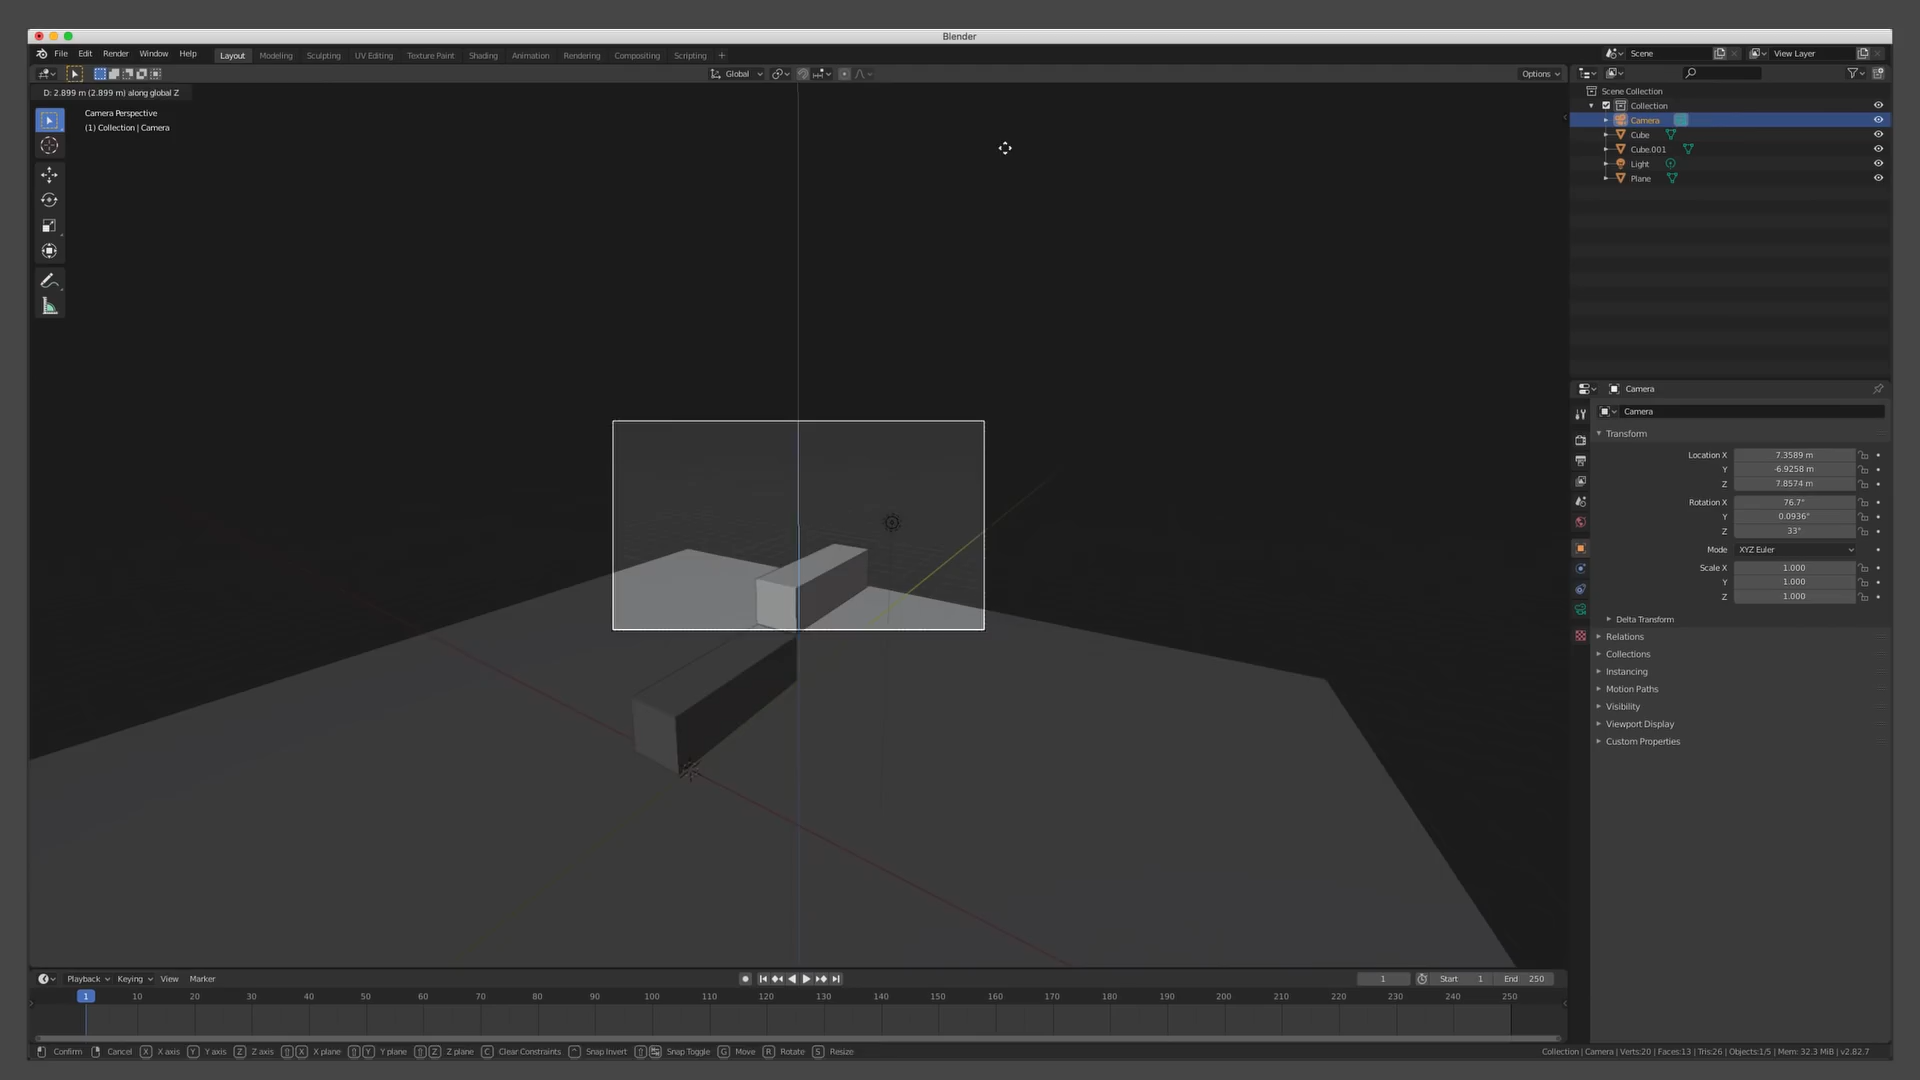 Blender
File Edit Render Window Help Layout Modeling Sculpting UV Editing Texture Paint Shading Animation Rendering Compositing Scripting + Scene View Layer
Global Options
D: 2.899 m (2.899 m) along global Z
Camera Perspective
(1) Collection | Camera
Scene Collection
Collection
Camera
Cube
Cube.001
Light
Plane
Camera
Camera
Transform
Location X 7.3589 m
Y -6.9258 m
Z 7.8574 m
Rotation X 76.7°
Y 0.0936°
Z 33°
Mode XYZ Euler
Scale X 1.000
Y 1.000
Z 1.000
Delta Transform
Relations
Collections
Instancing
Motion Paths
Visibility
Viewport Display
Custom Properties
Playback Keying View Marker 1 Start 1 End 250
1 10 20 30 40 50 60 70 80 90 100 110 120 130 140 150 160 170 180 190 200 210 220 230 240 250
Confirm Cancel X X axis Y Y axis Z Z axis X X plane Y Y plane Z Z plane C Clear Constraints Snap Invert Snap Toggle G Move R Rotate S Resize Collection | Camera | Verts:20 | Faces:13 | Tris:26 | Objects:1/5 | Mem: 32.3 MiB | v2.82.7